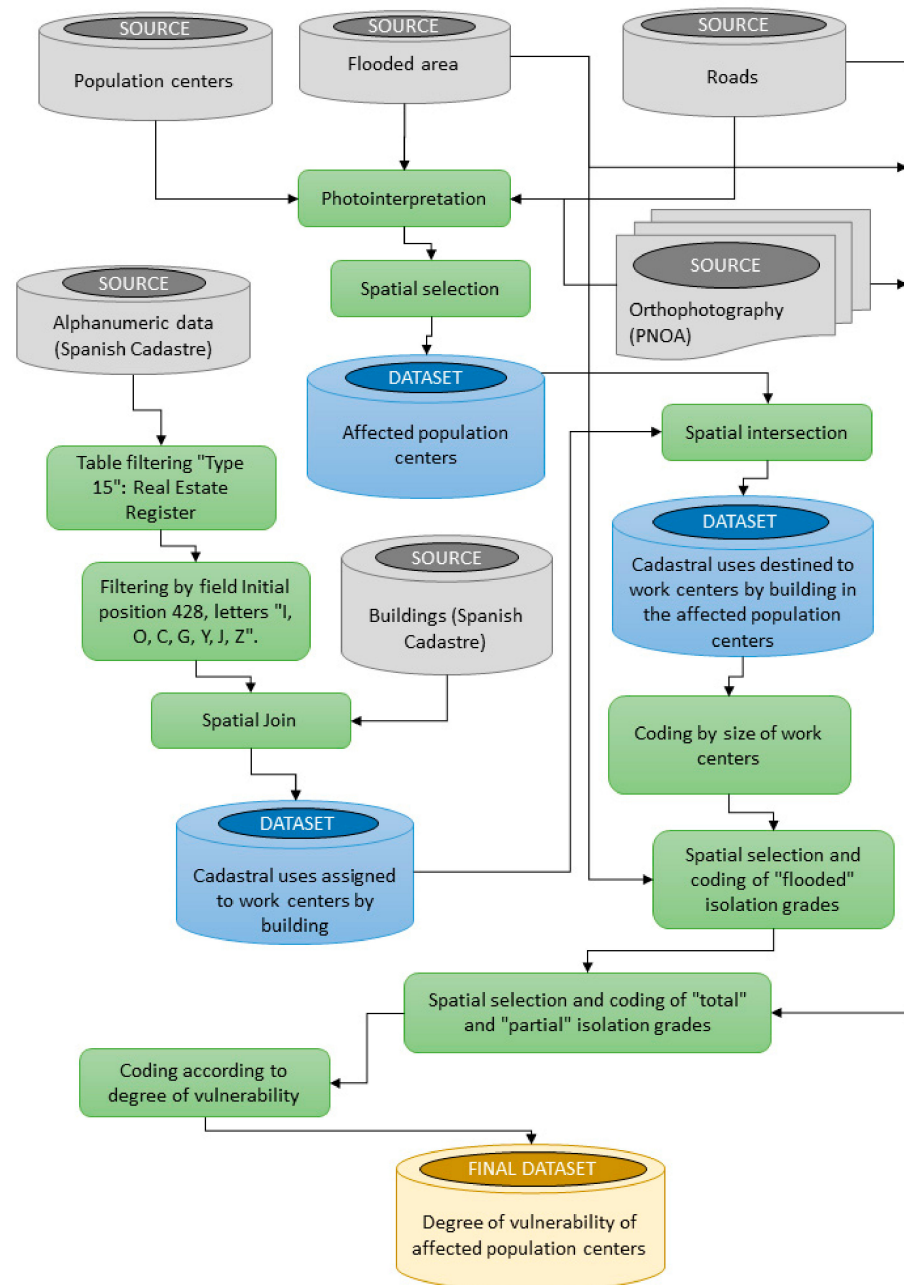 SOURCE
Population centers
SOURCE
Flooded area
SOURCE
Roads
Photointerpretation
Spatial selection
SOURCE
Orthophotography
(PNOA)
SOURCE
Alphanumeric data
(Spanish Cadastre)
DATASET
Affected population
centers
Spatial intersection
Table filtering "Type
15": Real Estate
Register
DATASET
Cadastral uses destined to
work centers by building in
the affected population
centers
Filtering by field Initial
position 428, letters "I,
O, C, G, Y, J, Z".
SOURCE
Buildings (Spanish
Cadastre)
Spatial Join
Coding by size of work
centers
DATASET
Cadastral uses assigned
to work centers by
building
Spatial selection and
coding of "flooded"
isolation grades
Spatial selection and coding of "total"
and "partial" isolation grades
Coding according to
degree of vulnerability
FINAL DATASET
Degree of vulnerability of
affected population centers